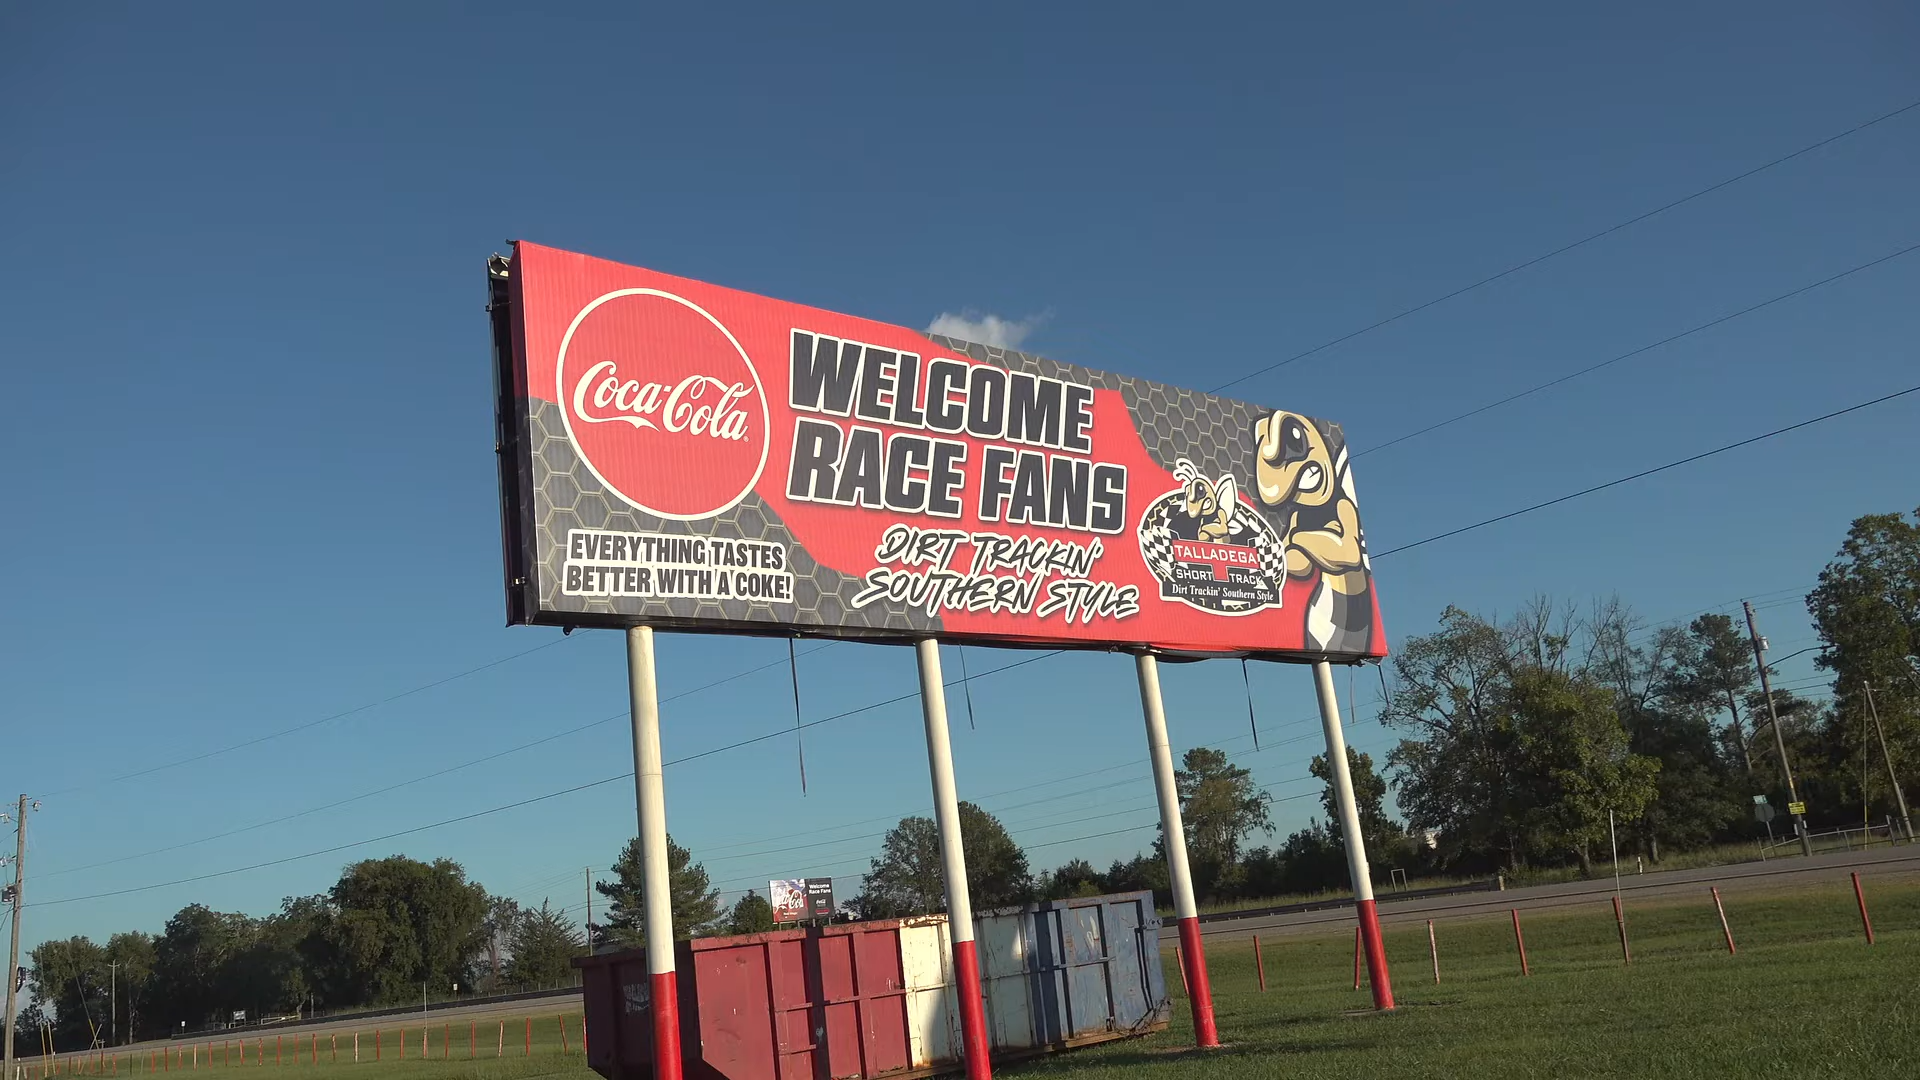 Coca-Cola
WELCOME
RACE FANS
EVERYTHING TASTES
BETTER WITH A COKE!
DIRT TRACKIN'
SOUTHERN STYLE
TALLADEGA
SHORT TRACK
Dirt Trackin' Southern Style
Welcome
Race Fans